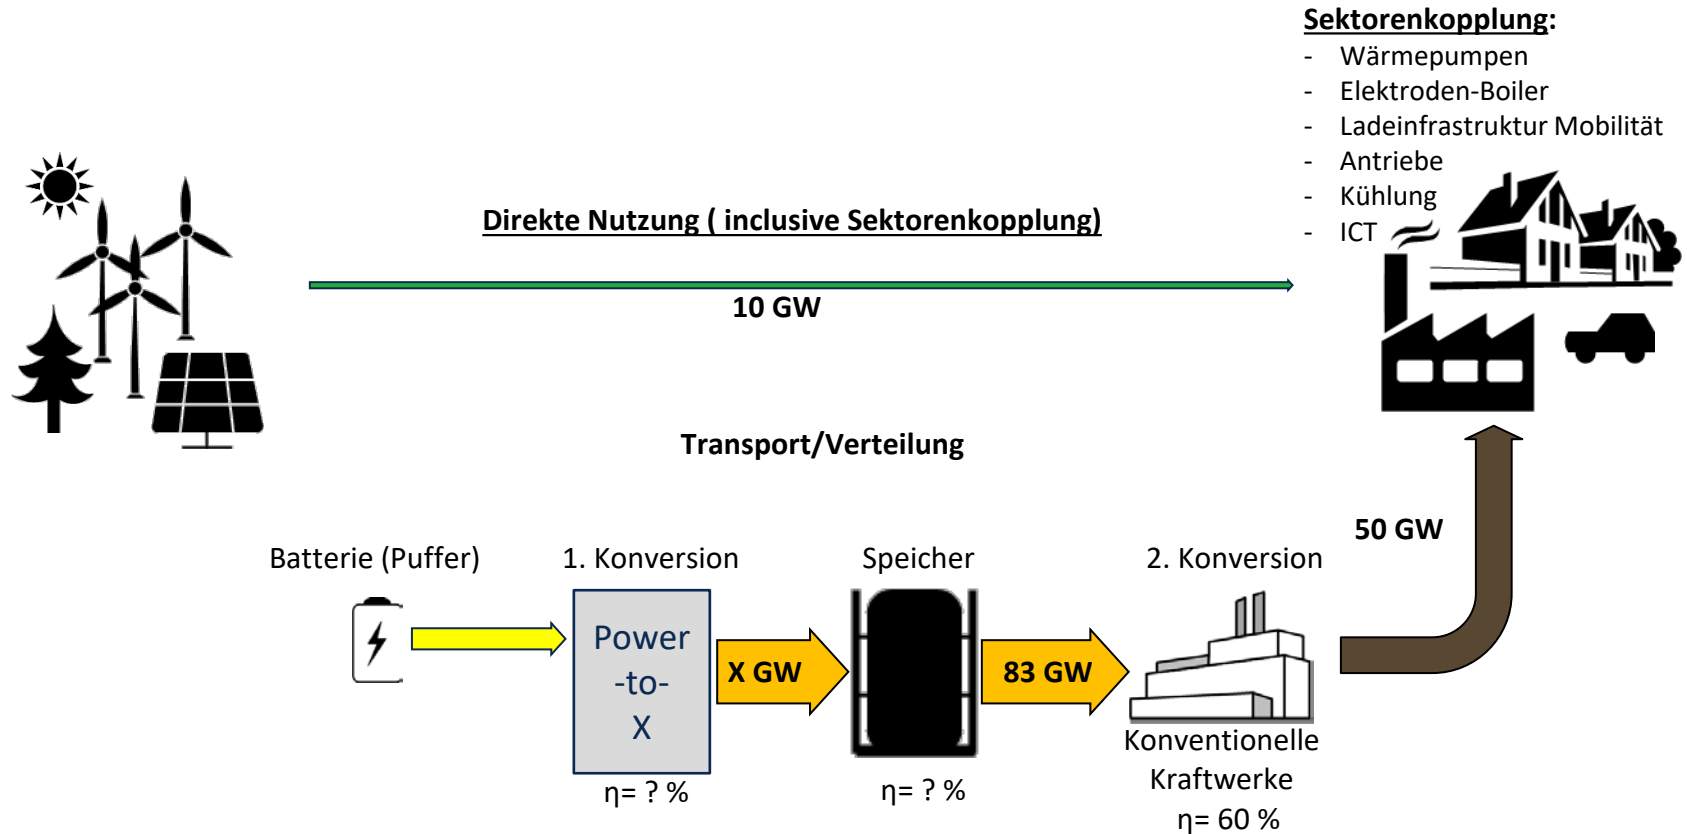 Sektorenkopplung:
- Wärmepumpen
- Elektroden-Boiler
- Ladeinfrastruktur Mobilität
- Antriebe
- Kühlung
- ICT
Direkte Nutzung ( inclusive Sektorenkopplung)
10 GW
Transport/Verteilung
50 GW
Batterie (Puffer)
1. Konversion
Speicher
2. Konversion
Power
-to-
X
X GW
83 GW
η= ? %
η= ? %
Konventionelle
Kraftwerke
η= 60 %